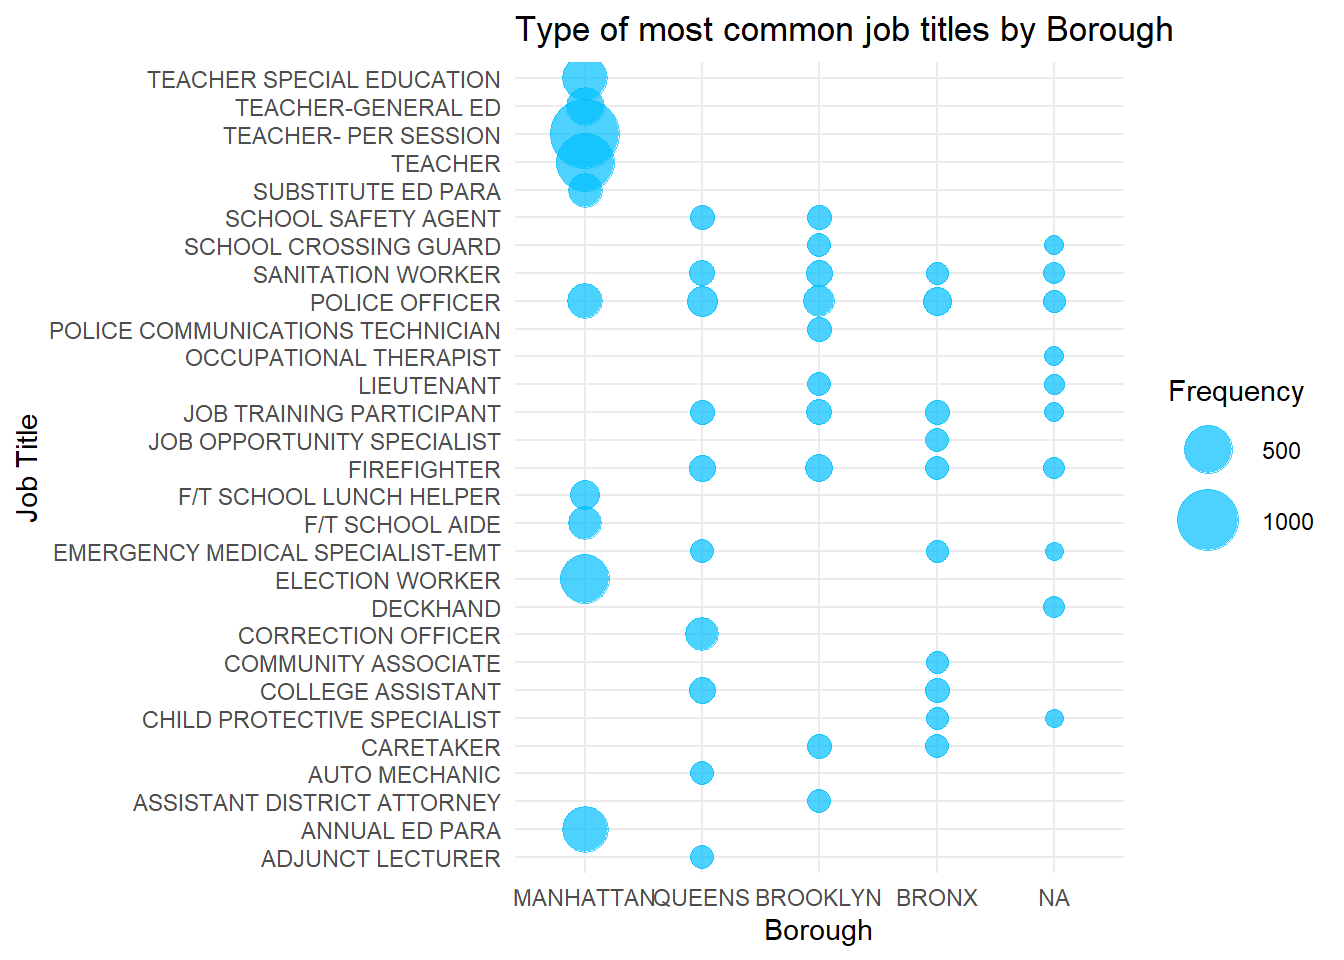 Type of most common job titles by Borough
TEACHER SPECIAL EDUCATION
TEACHER-GENERAL ED
TEACHER- PER SESSION
TEACHER
SUBSTITUTE ED PARA
SCHOOL SAFETY AGENT
SCHOOL CROSSING GUARD
SANITATION WORKER
POLICE OFFICER
POLICE COMMUNICATIONS TECHNICIAN
OCCUPATIONAL THERAPIST
LIEUTENANT
JOB TRAINING PARTICIPANT
JOB OPPORTUNITY SPECIALIST
FIREFIGHTER
F/T SCHOOL LUNCH HELPER
F/T SCHOOL AIDE
EMERGENCY MEDICAL SPECIALIST-EMT
ELECTION WORKER
DECKHAND
CORRECTION OFFICER
COMMUNITY ASSOCIATE
COLLEGE ASSISTANT
CHILD PROTECTIVE SPECIALIST
CARETAKER
AUTO MECHANIC
ASSISTANT DISTRICT ATTORNEY
ANNUAL ED PARA
ADJUNCT LECTURER
Job Title
MANHATTAN QUEENS BROOKLYN BRONX NA
Borough
Frequency
500
1000